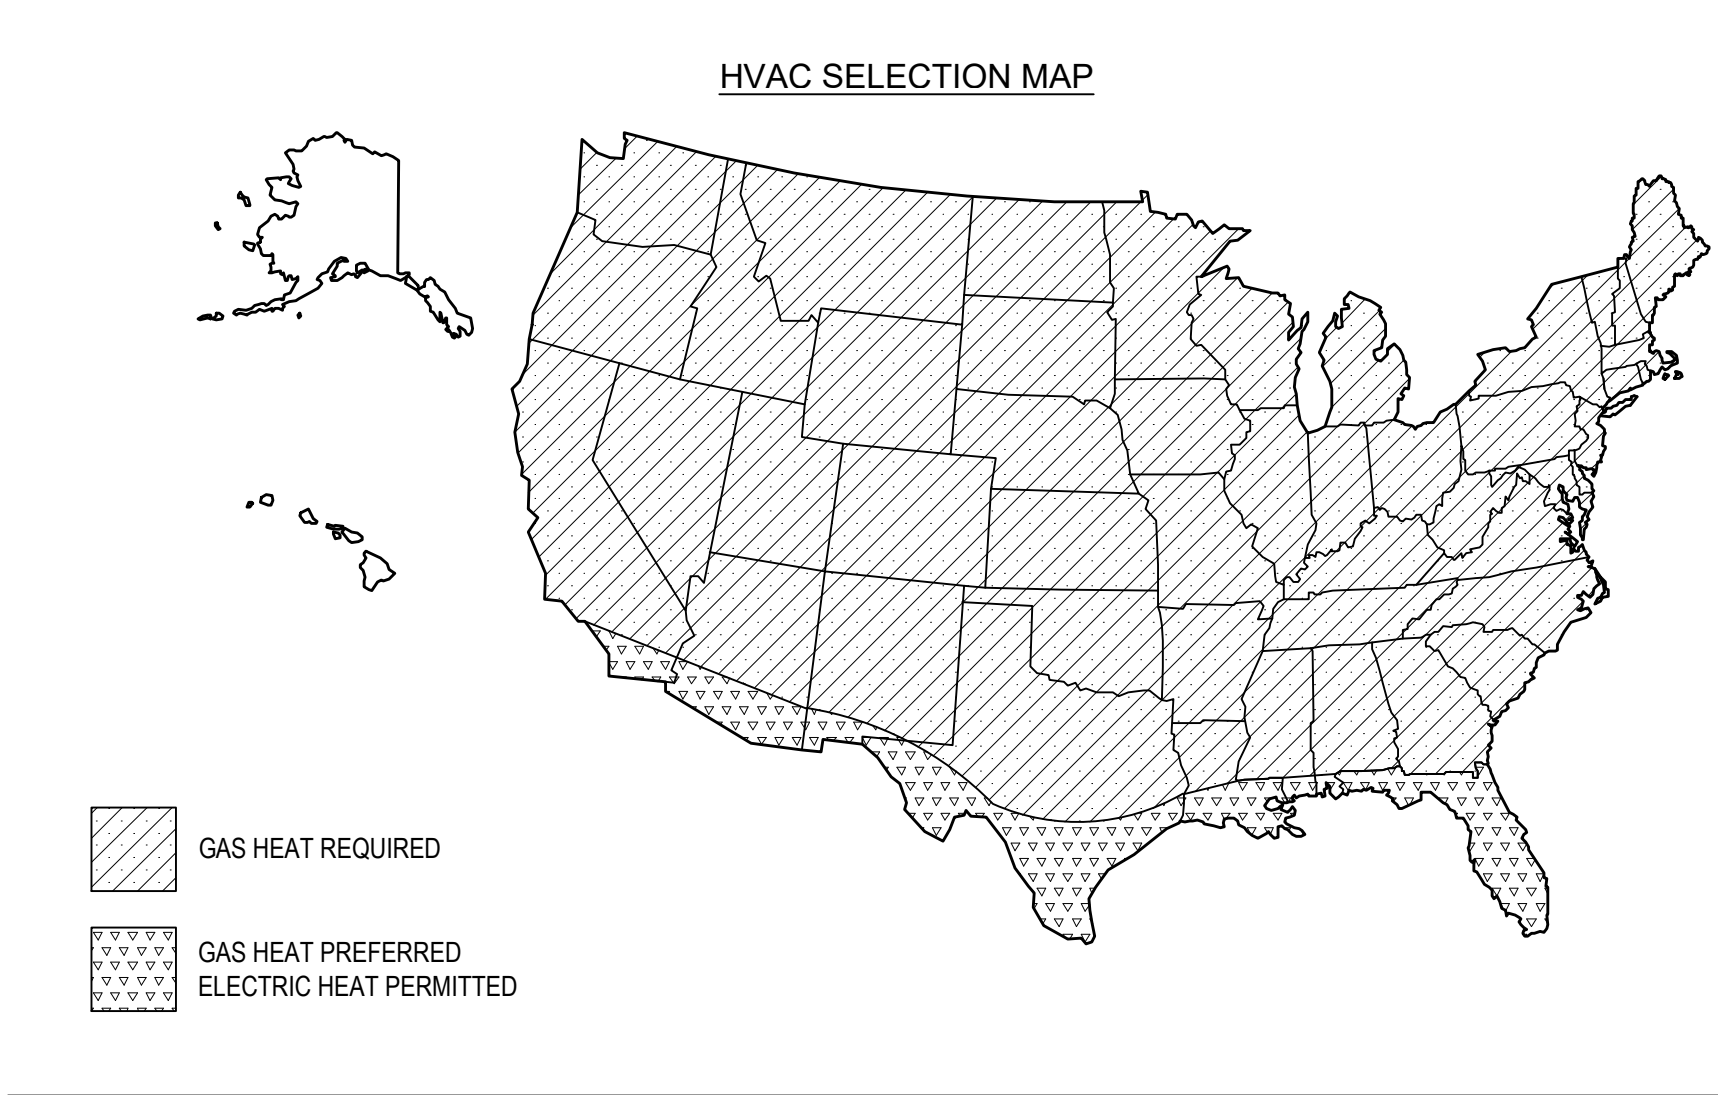 HVAC SELECTION MAP
GAS HEAT REQUIRED
GAS HEAT PREFERRED
ELECTRIC HEAT PERMITTED